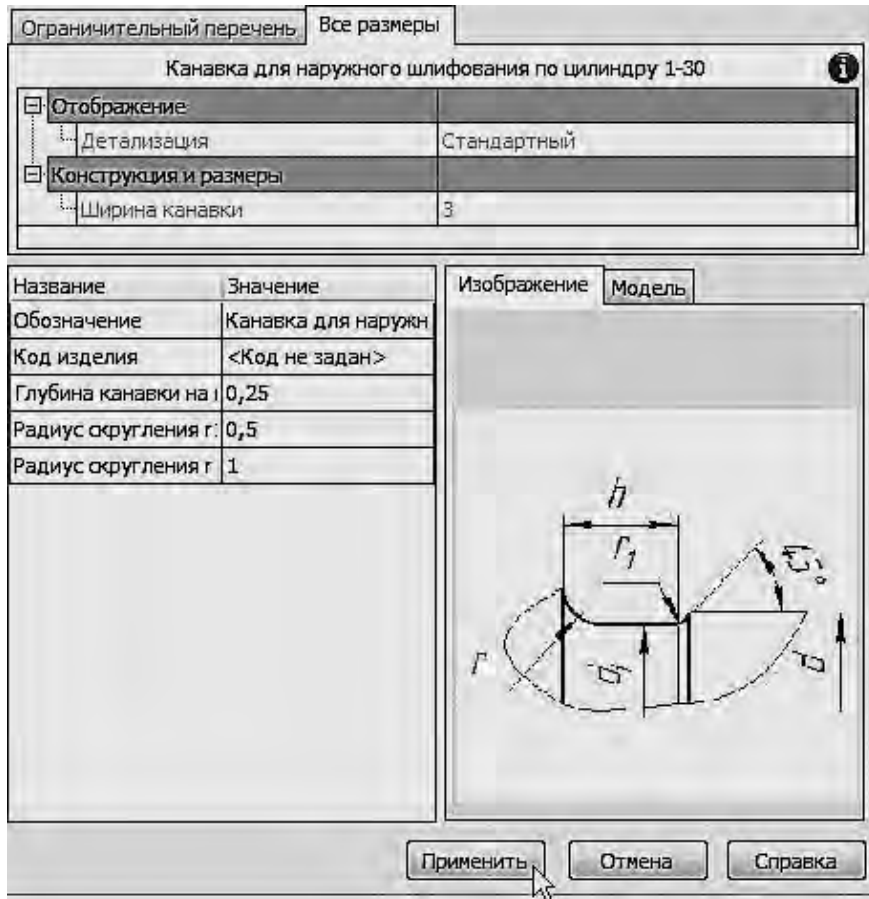 Ограничительный перечень Все размеры
Канавка для наружного шлифования по цилиндру 1-30
Отображение
Детализация Стандартный
Конструкция и размеры
Ширина канавки 3
Название Значение
Обозначение Канавка для наружн
Код изделия <Код не задан>
Глубина канавки на 0,25
Радиус скругления r: 0,5
Радиус скругления r 1
Изображение Модель
h
r1
45°
r
d1
d
Применить Отмена Справка